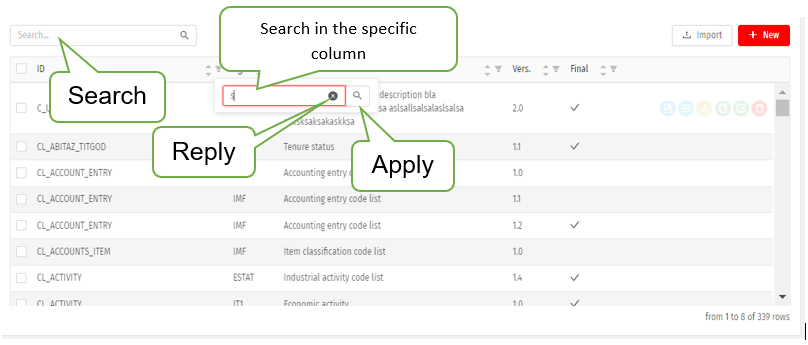 Search in the specific
column
Search...
Import
+ New
ID
Vers.
Final
Search
s
description bla
C_U
sa aslsallsalsalaslsalsa
2.0
Reply
Apply
CL_ABITAZ_TITGOD
Tenure status
1.1
CL_ACCOUNT_ENTRY
Accounting entry
1.0
CL_ACCOUNT_ENTRY
IMF
Accounting entry code list
1.1
CL_ACCOUNT_ENTRY
IMF
Accounting entry code list
1.2
CL_ACCOUNTS_ITEM
IMF
Item classification code list
1.0
CL_ACTIVITY
ESTAT
Industrial activity code list
1.4
CL_ACTIVITY
IT1
Economic activity
1.0
from 1 to 8 of 339 rows